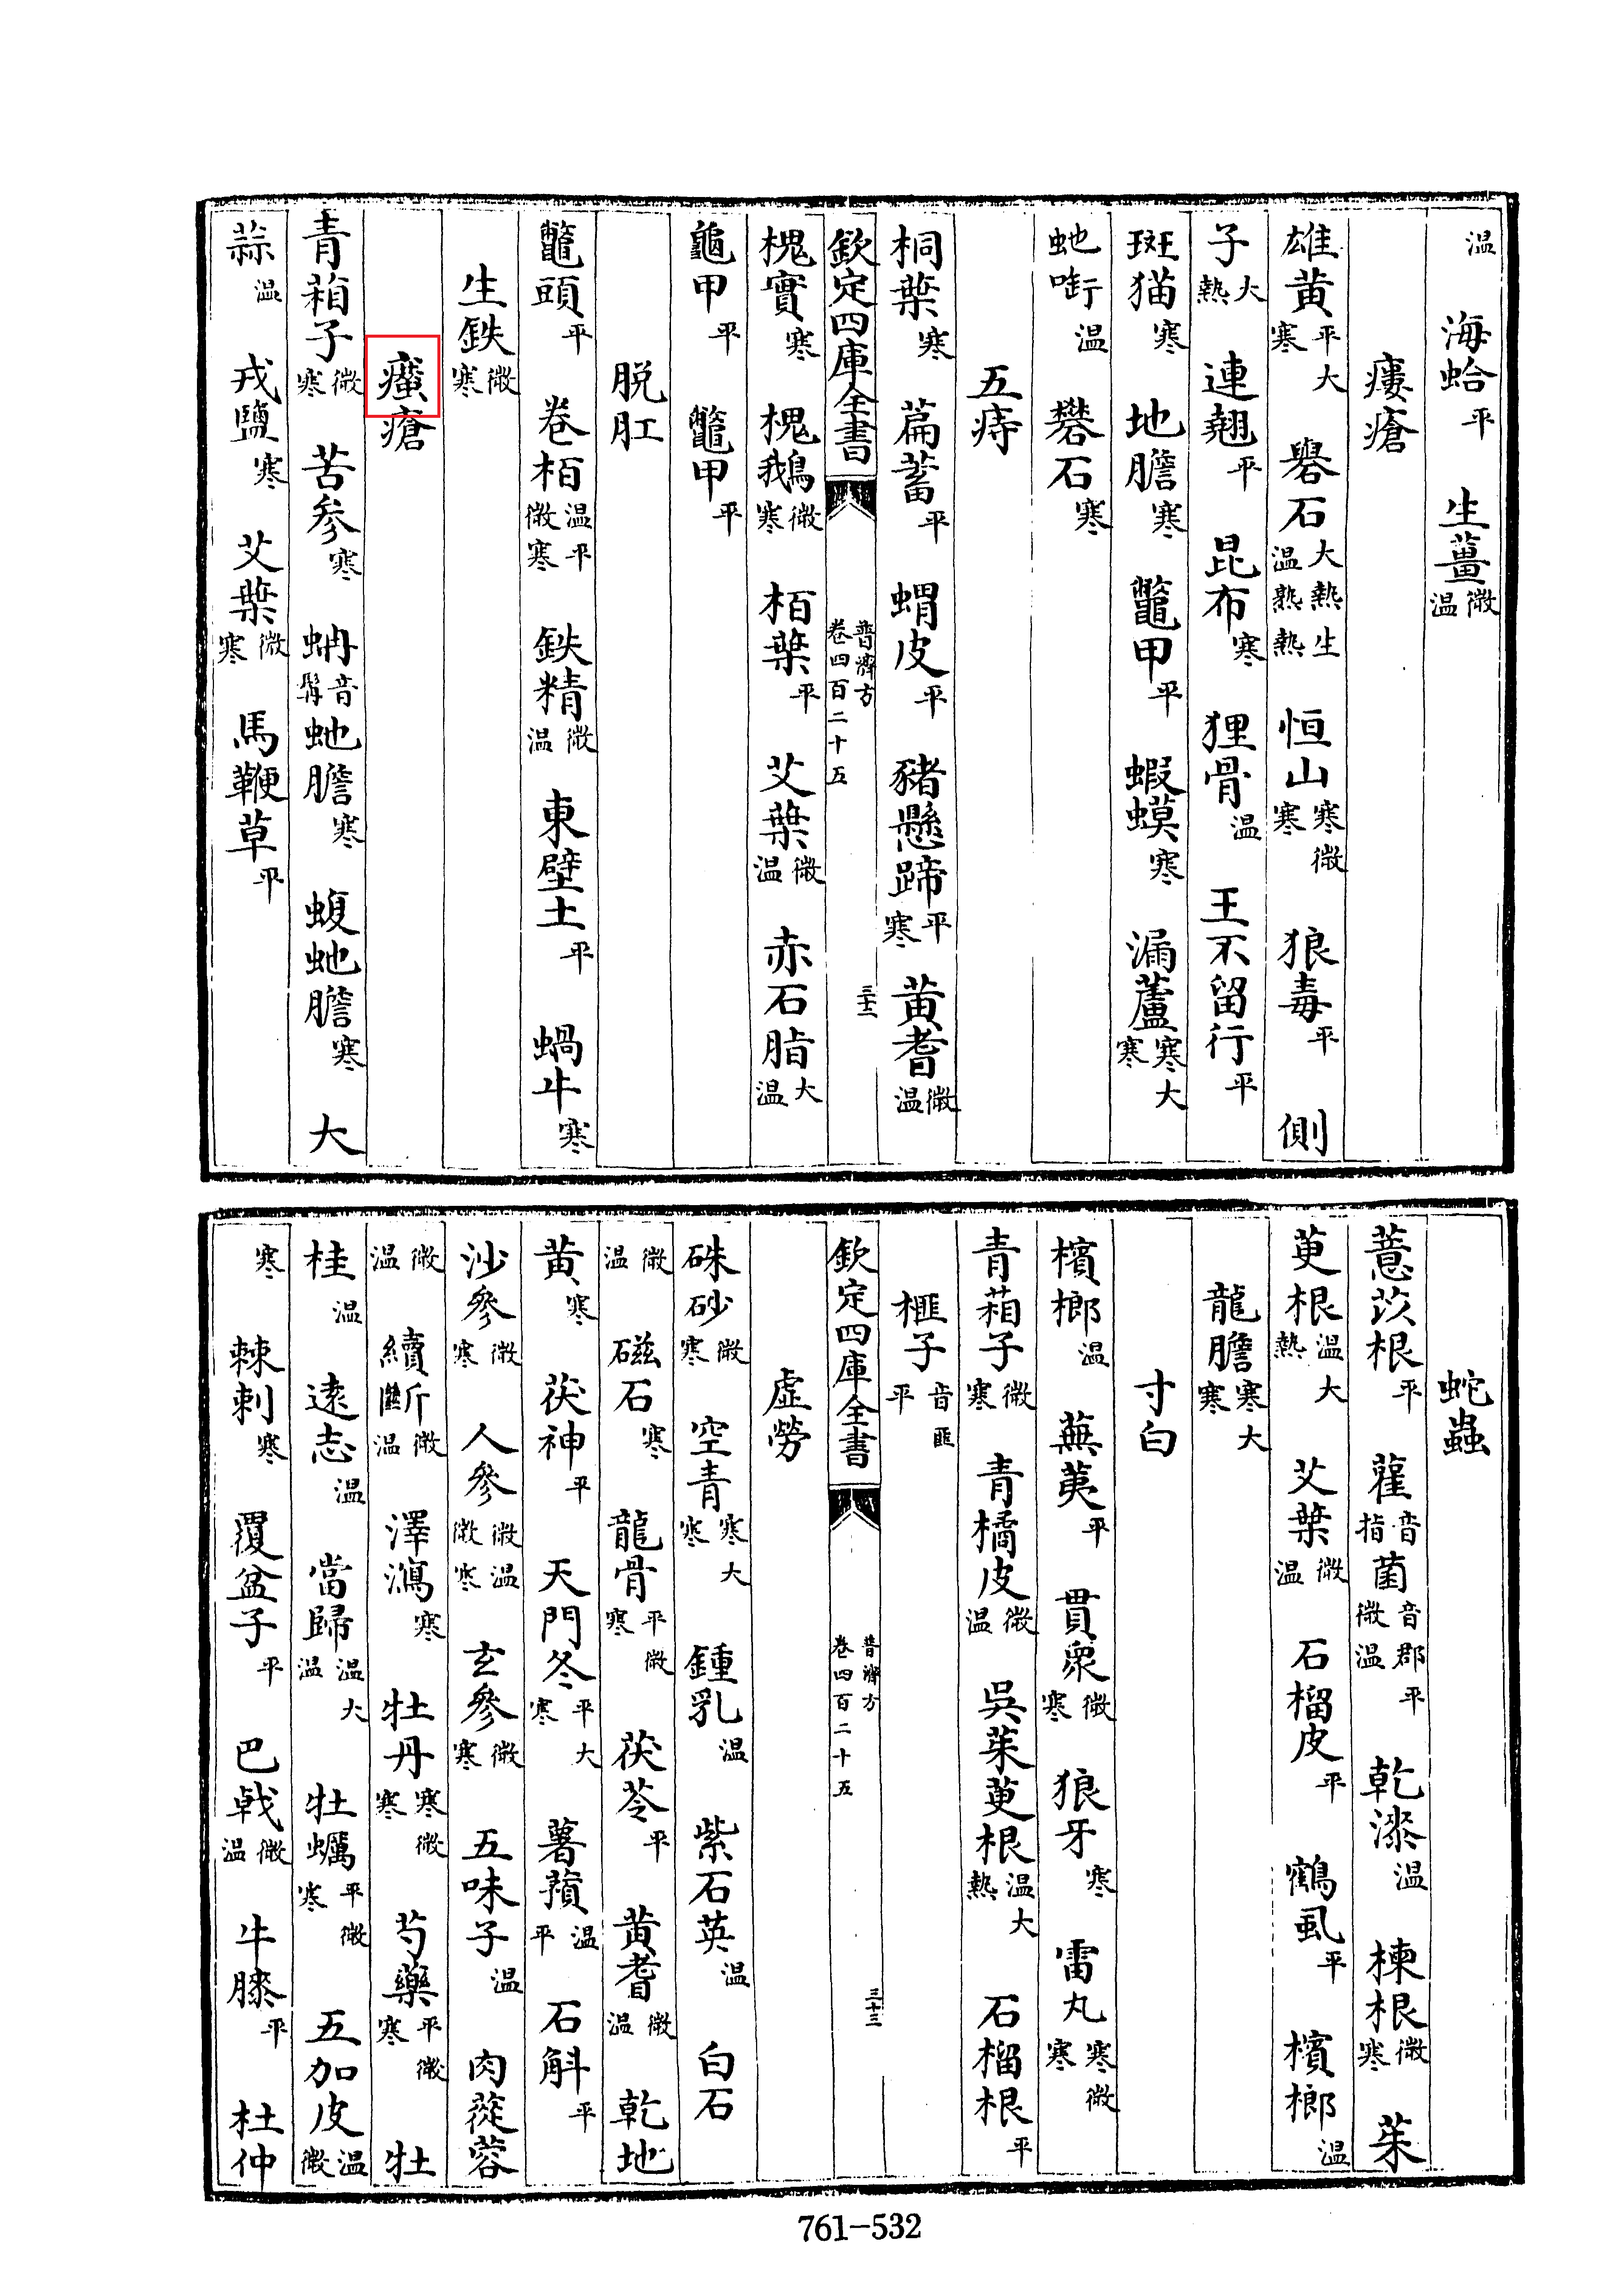 温　海蛤平　生薑微温
瘻瘡
雄黄平大寒　礜石大熱生温熱熱　恒山寒微寒　狼毒平　側
子大熱　連翹平　昆布寒　狸骨温　王不留行平
斑猫寒　地膽寒　鼈甲平　蝦蟆寒　漏蘆寒大寒
虵啣温　礬石寒
五痔
桐葉寒　萹蓄平　蝟皮平　豬懸蹄平寒　黄耆微温
欽定四庫全書　普濟方卷四百二十五　三十二
槐實寒　槐鵝微寒　栢葉平　艾葉微温　赤石脂大温
龜甲平　鼈甲平
脱肛
鼈頭平　卷栢温平微寒　鉄精微温　東壁土平　蝸牛寒
生鉄微寒
瘡
青葙子微寒　苦参寒　蚺音髯虵膽寒　蝮虵膽寒　大
蒜温　戎鹽寒　艾葉微寒　馬鞭草平
蛇蟲
薏苡根平　雚音指菌音郡平微温　乾漆温　楝根微寒　茱
萸根温大熱　艾葉微温　石榴皮平　鶴虱平　檳榔温
龍膽寒大寒
寸白
檳榔温　蕪荑平　貫衆微寒　狼牙寒　雷丸寒微寒
青葙子微寒　青橘皮微温　吳茱萸根温大熱　石榴根平
榧子音匪平
欽定四庫全書　普濟方卷四百二十五　三十三
虚勞
硃砂微寒　空青寒大寒　鍾乳温　紫石英温　白石
微温　磁石寒　龍骨平微寒　茯苓平　黄耆微温　乾地
黄寒　茯神平　天門冬平大寒　薯蕷温平　石斛平
沙參微寒　人參微温微寒　玄參微寒　五味子温　肉蓯蓉
微温　續斷微温　澤瀉寒　牡丹寒微寒　芍藥平微寒　牡
桂温　遠志温　當歸温大温　牡蠣平微寒　五加皮温微
寒　棘刺寒　覆盆子平　巴戟微温　牛膝平　杜仲
761-532